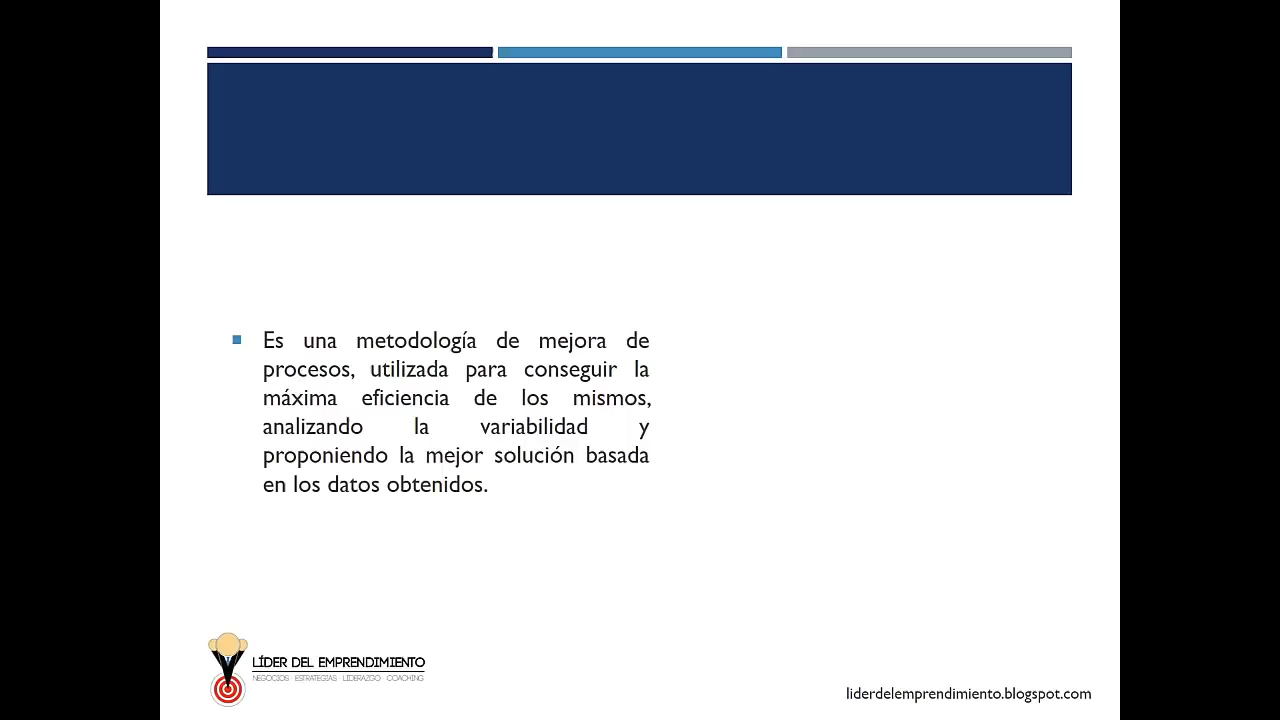 Es una metodología de mejora de
procesos, utilizada para conseguir la
máxima eficiencia de los mismos,
analizando la variabilidad y
proponiendo la mejor solución basada
en los datos obtenidos.
LÍDER DEL EMPRENDIMIENTO
NEGOCIOS · ESTRATEGIAS · LIDERAZGO · COACHING
liderdelemprendimiento.blogspot.com